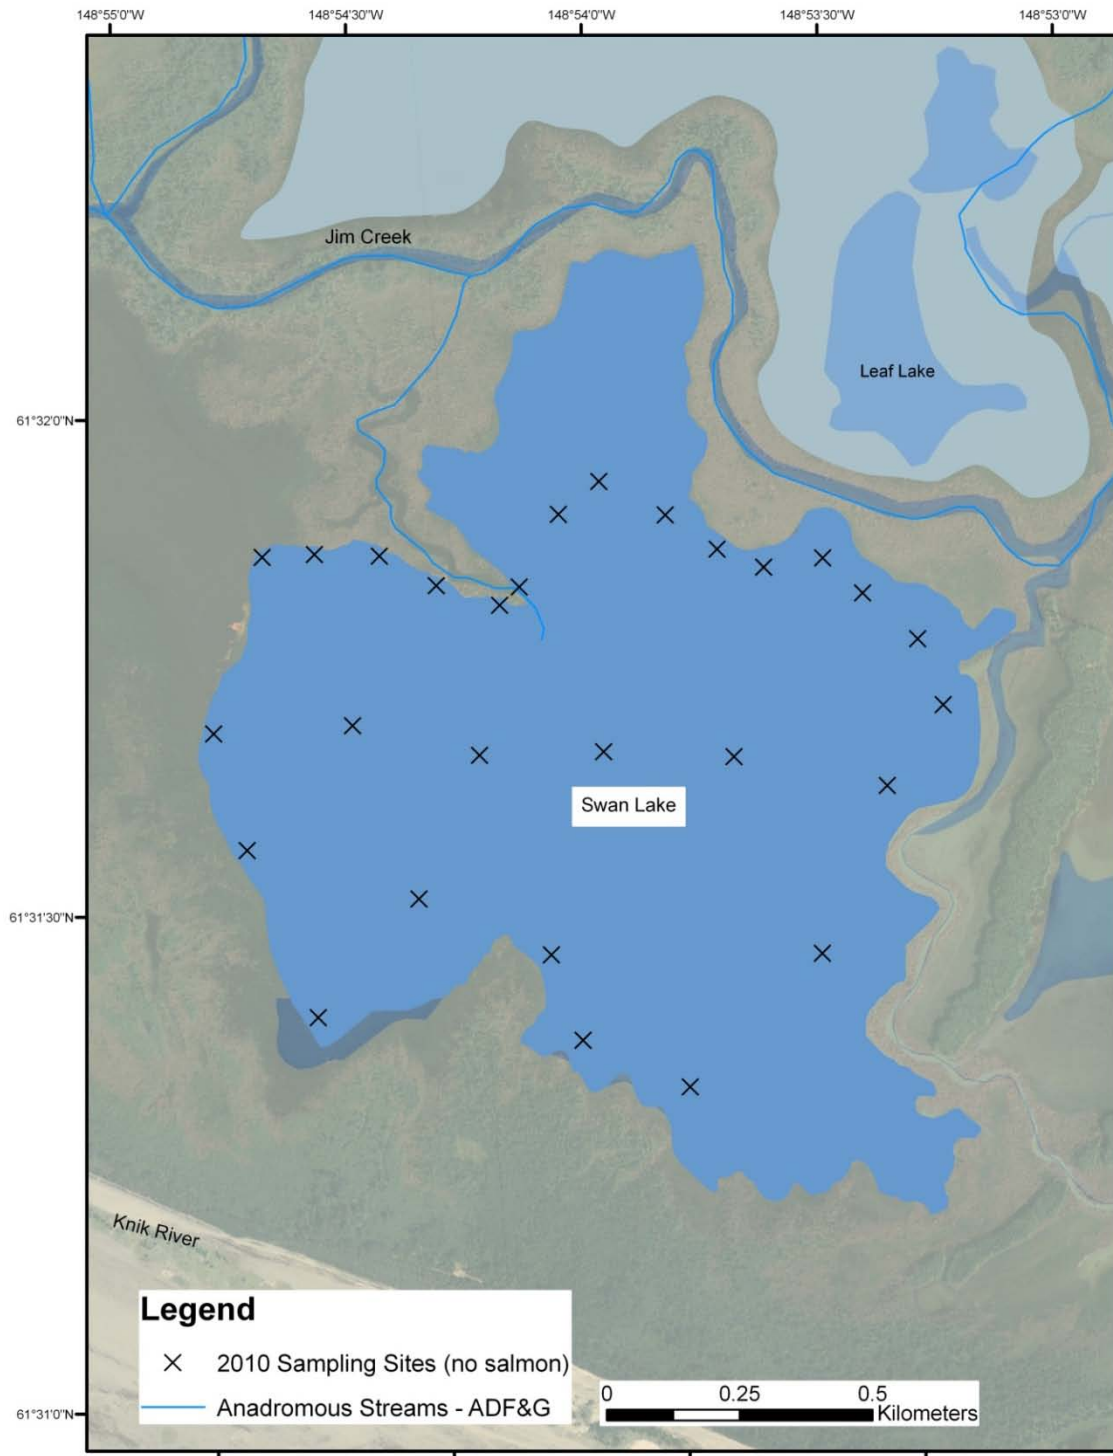 148°55'0"W 148°54'30"W 148°54'0"W 148°53'30"W 148°53'0"W
Jim Creek
Leaf Lake
61°32'0"N
Swan Lake
61°31'30"N
Knik River
Legend
2010 Sampling Sites (no salmon)
Anadromous Streams - ADF&G
0 0.25 0.5
Kilometers
61°31'0"N